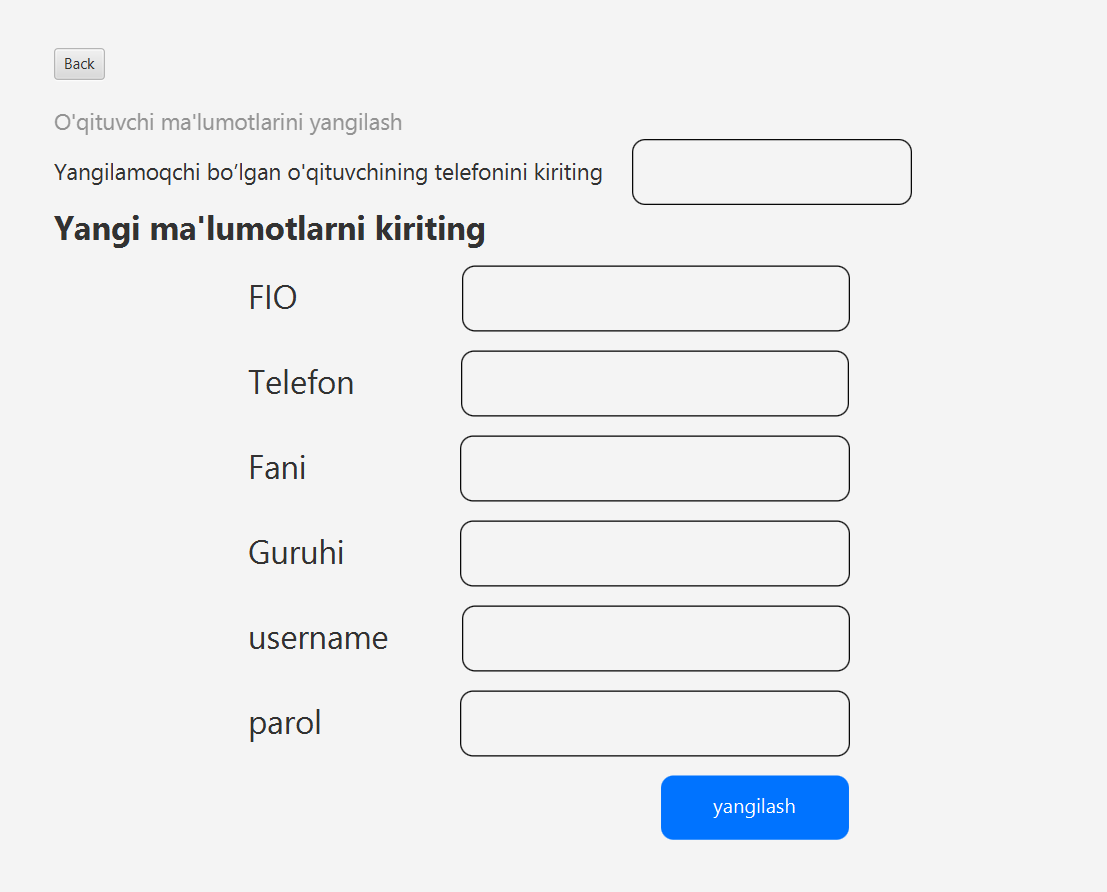 Back
O'qituvchi ma'lumotlarini yangilash
Yangilamoqchi bo’lgan o'qituvchining telefonini kiriting
Yangi ma'lumotlarni kiriting
FIO
Telefon
Fani
Guruhi
username
parol
yangilash